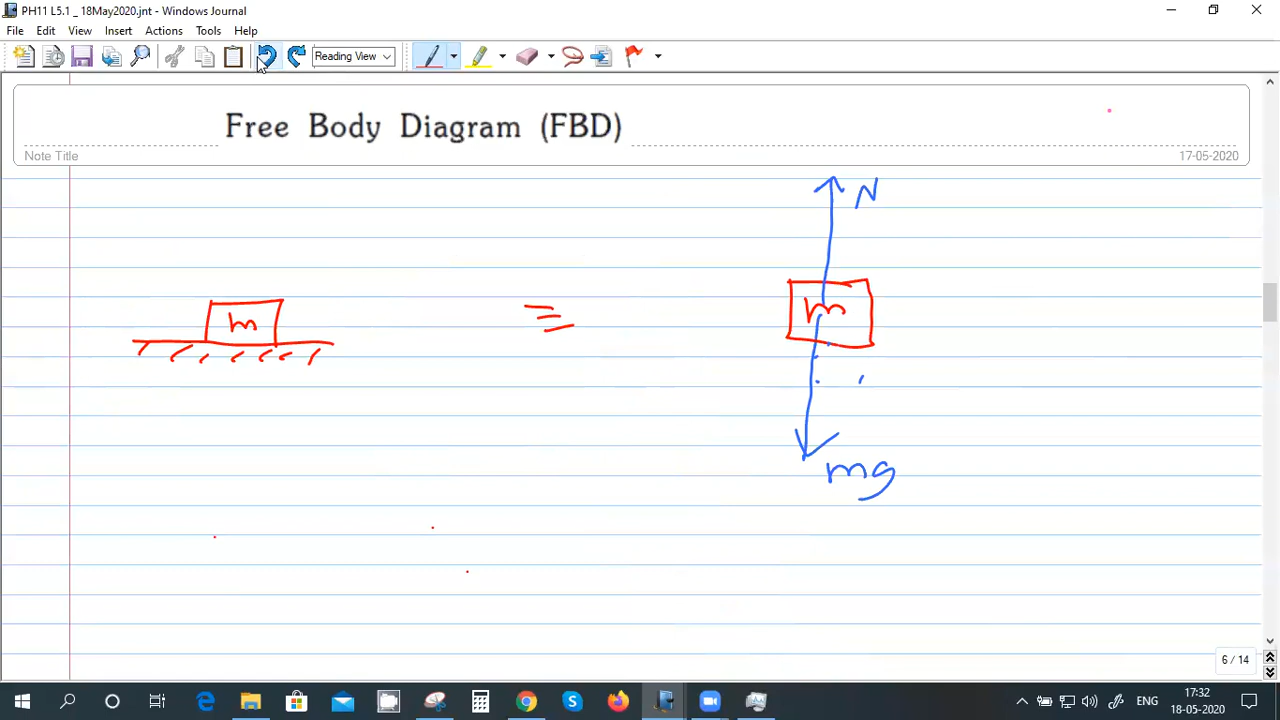 PH11 L5.1 _ 18May2020.jnt - Windows Journal
File Edit View Insert Actions Tools Help
Reading View
Free Body Diagram (FBD)
Note Title
17-05-2020
N
m
=
m
mg
6 / 14
ENG
17:32
18-05-2020